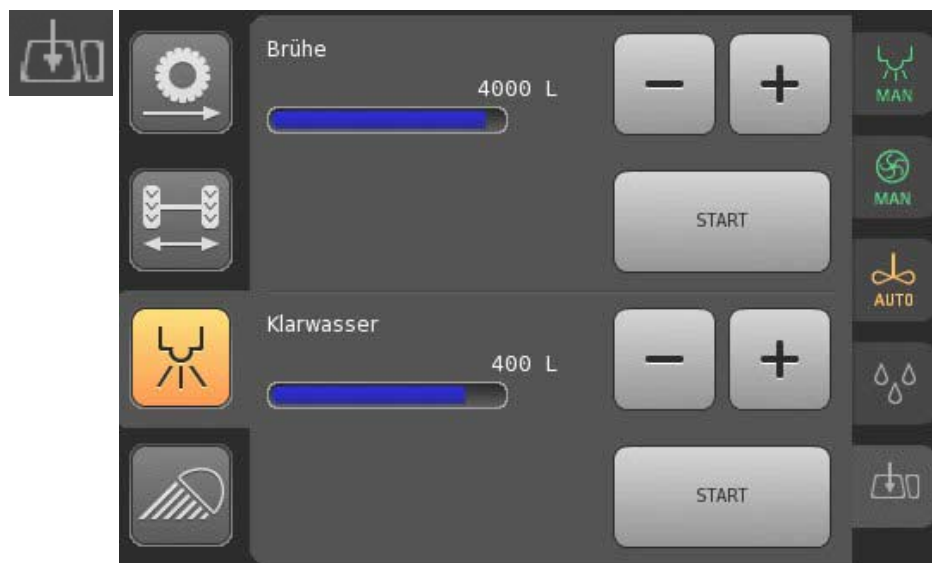 Brühe
4000 L
START
Klarwasser
400 L
START
MAN
MAN
AUTO